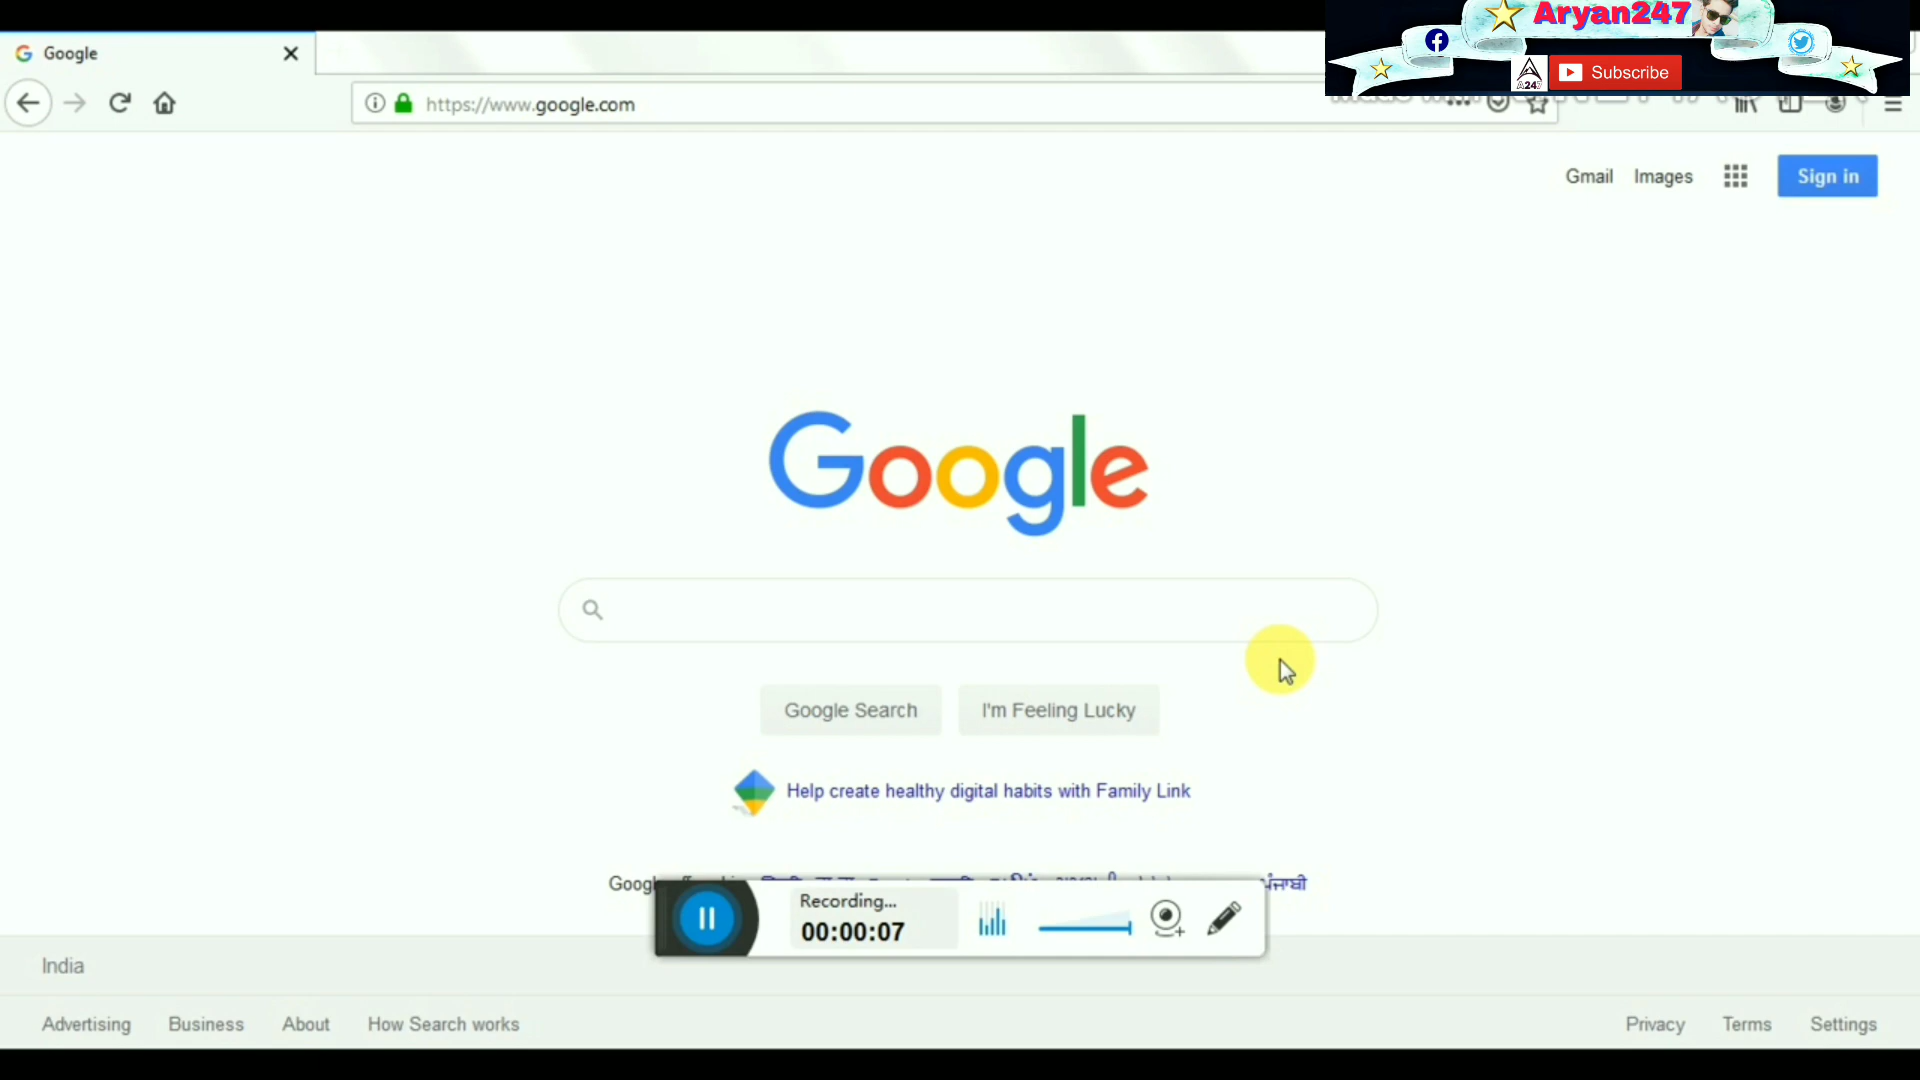 Aryan247
Google
Subscribe
A247
https://www.google.com
Gmail Images Sign in
Google
Google Search I'm Feeling Lucky
Help create healthy digital habits with Family Link
Recording...
00:00:07
India
Advertising Business About How Search works Privacy Terms Settings